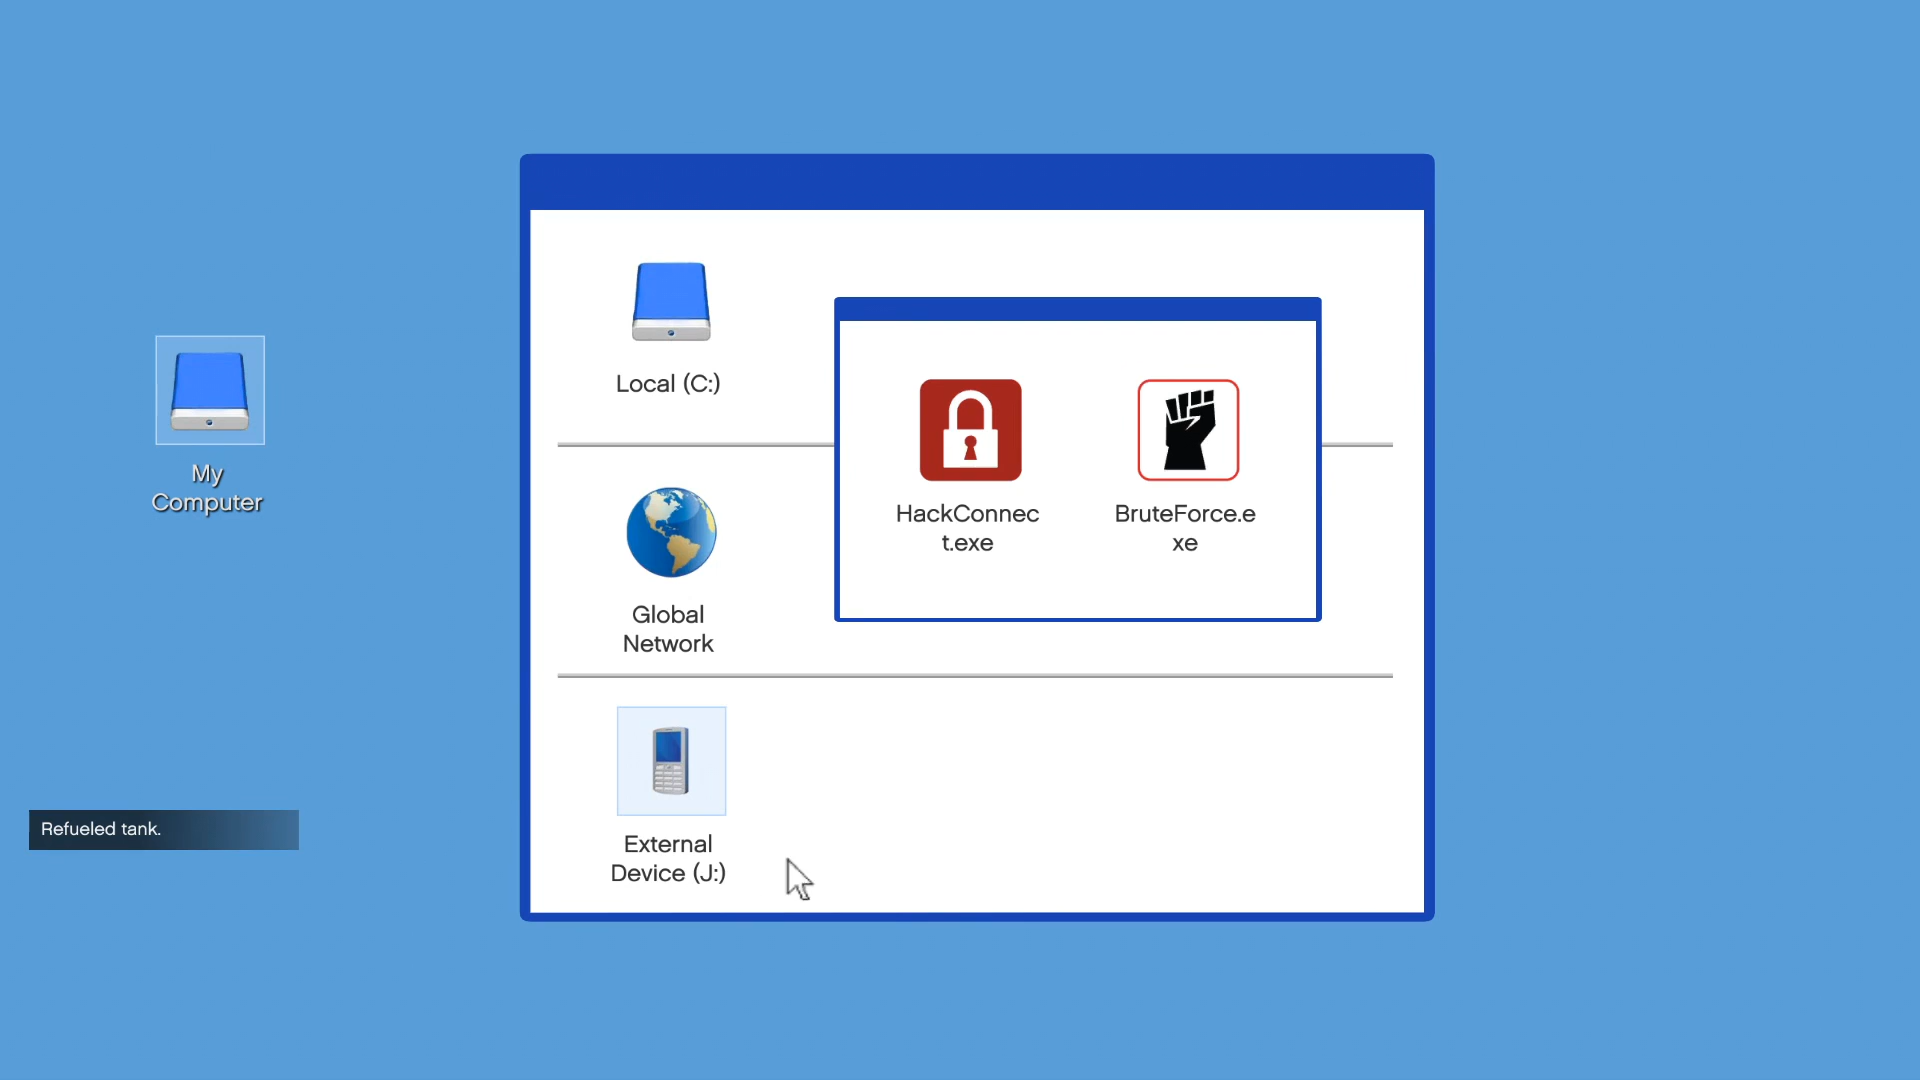 My
Computer
Local (C:)
Global
Network
External
Device (J:)
HackConnec
t.exe
BruteForce.e
xe
Refueled tank.